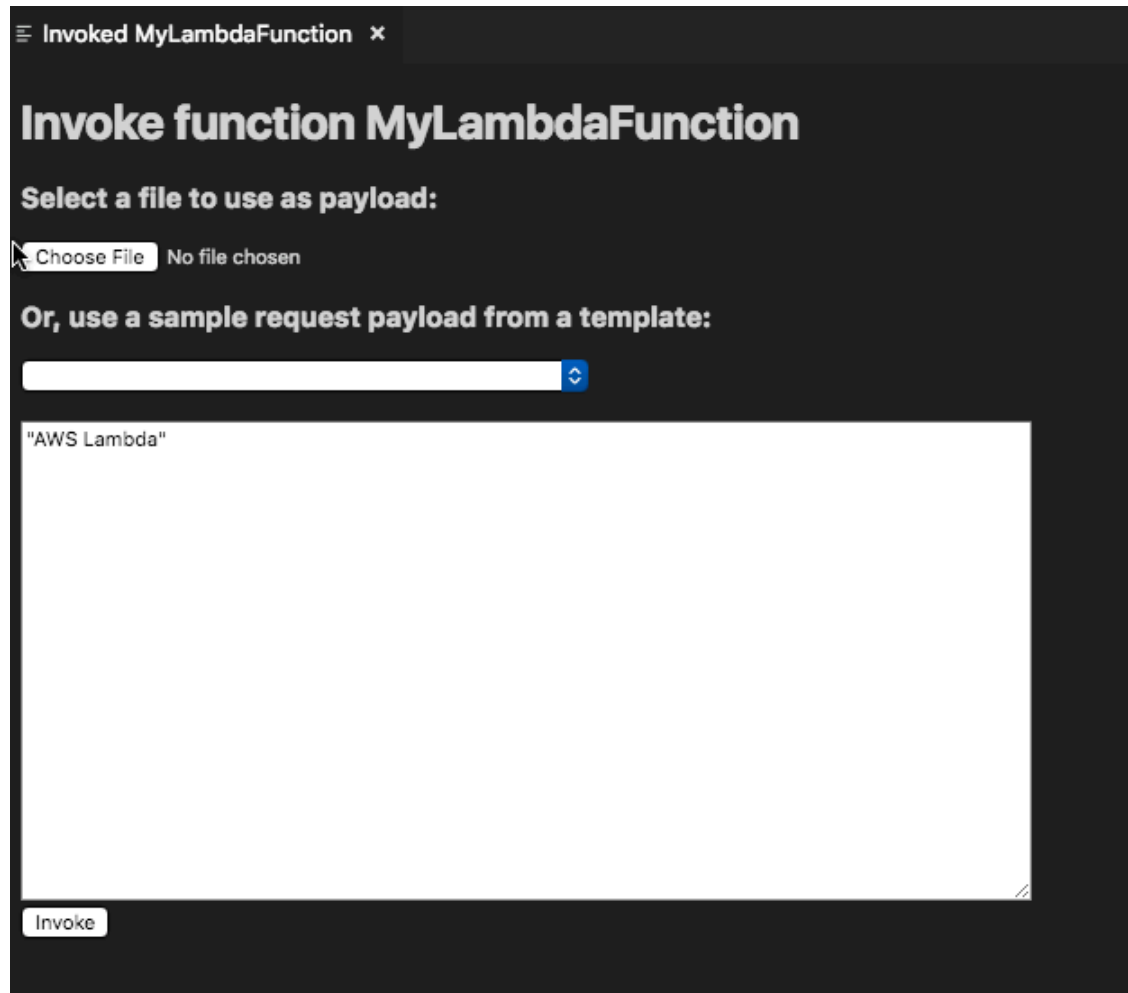 Invoked MyLambdaFunction ×
Invoke function MyLambdaFunction
Select a file to use as payload:
Choose File No file chosen
Or, use a sample request payload from a template:
"AWS Lambda"
Invoke